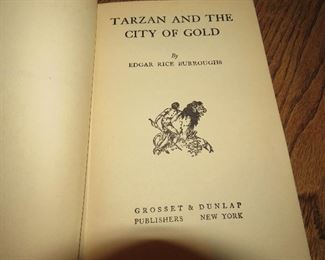 TARZAN AND THE
CITY OF GOLD
By
EDGAR RICE BURROUGHS
GROSSET & DUNLAP
PUBLISHERS NEW YORK